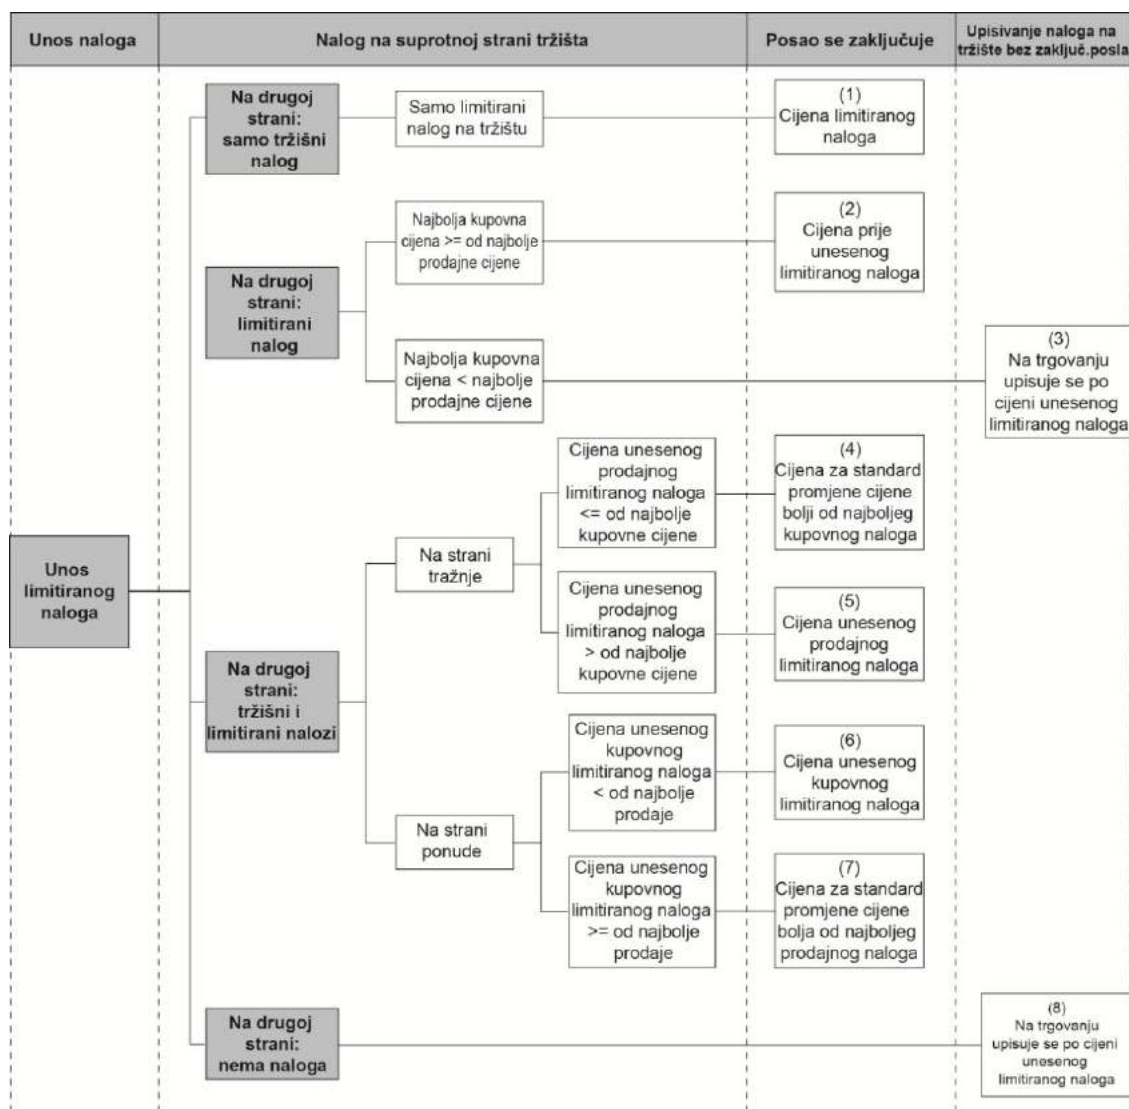 Unos naloga
Nalog na suprotnoj strani tržišta
Posao se zaključuje
Upisivanje naloga na
tržište bez zaključ.posla
Na drugoj
strani:
samo tržišni
nalog
Samo limitirani
nalog na tržištu
(1)
Cijena limitiranog
naloga
Na drugoj
strani:
limitirani
nalog
Najbolja kupovna
cijena >= od najbolje
prodajne cijene
(2)
Cijena prije
unesenog
limitiranog naloga
Najbolja kupovna
cijena < najbolje
prodajne cijene
(3)
Na trgovanju
upisuje se po
cijeni unesenog
limitiranog naloga
Unos
limitiranog
naloga
Na drugoj
strani:
tržišni i
limitirani nalozi
Na strani
tražnje
Cijena unesenog
prodajnog
limitiranog naloga
<= od najbolje
kupovne cijene
(4)
Cijena za standard
promjene cijene
bolji od najboljeg
kupovnog naloga
Cijena unesenog
prodajnog
limitiranog naloga
> od najbolje
kupovne cijene
(5)
Cijena unesenog
prodajnog
limitiranog naloga
Na strani
ponude
Cijena unesenog
kupovnog
limitiranog naloga
< od najbolje
prodaje
(6)
Cijena unesenog
kupovnog
limitiranog naloga
Cijena unesenog
kupovnog
limitiranog naloga
>= od najbolje
prodaje
(7)
Cijena za standard
promjene cijene
bolja od najboljeg
prodajnog naloga
Na drugoj
strani:
nema naloga
(8)
Na trgovanju
upisuje se po cijeni
unesenog
limitiranog naloga